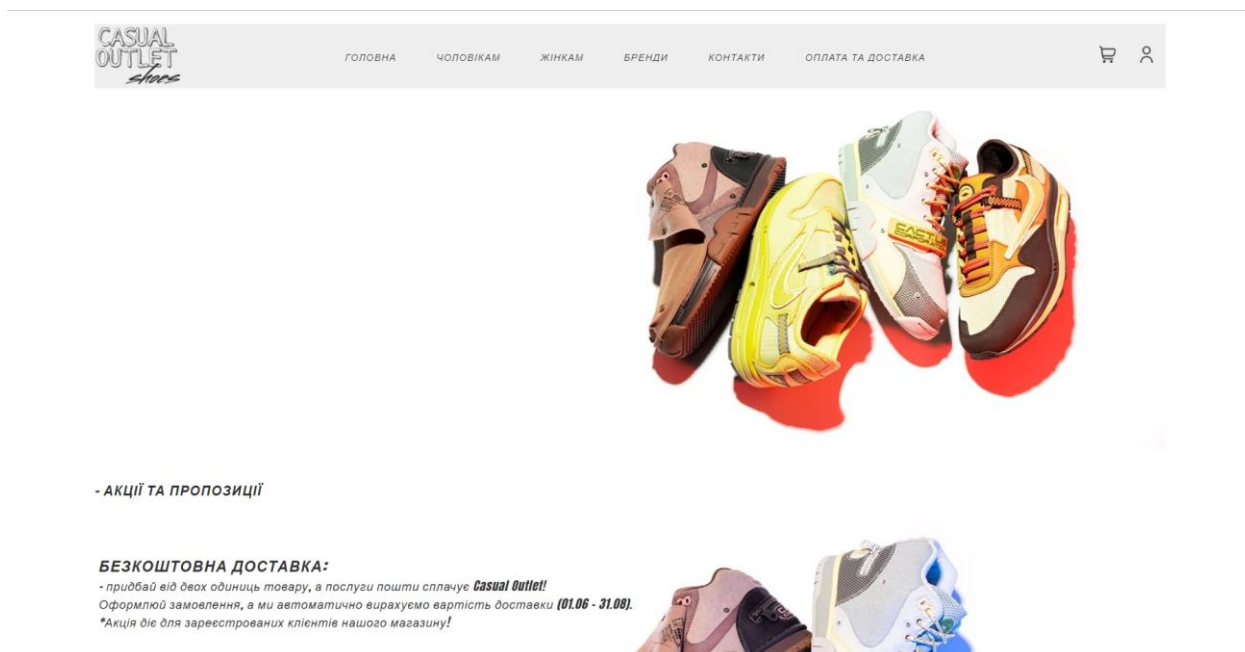 CASUAL
OUTLET
shoes
ГОЛОВНА ЧОЛОВІКАМ ЖІНКАМ БРЕНДИ КОНТАКТИ ОПЛАТА ТА ДОСТАВКА
- АКЦІЇ ТА ПРОПОЗИЦІЇ
БЕЗКОШТОВНА ДОСТАВКА:
- придбай від двох одиниць товару, а послуги пошти сплачує Casual Outlet!
Оформлюй замовлення, а ми автоматично вирахуємо вартість доставки (01.06 - 31.08).
*Акція діє для зареєстрованих клієнтів нашого магазину!